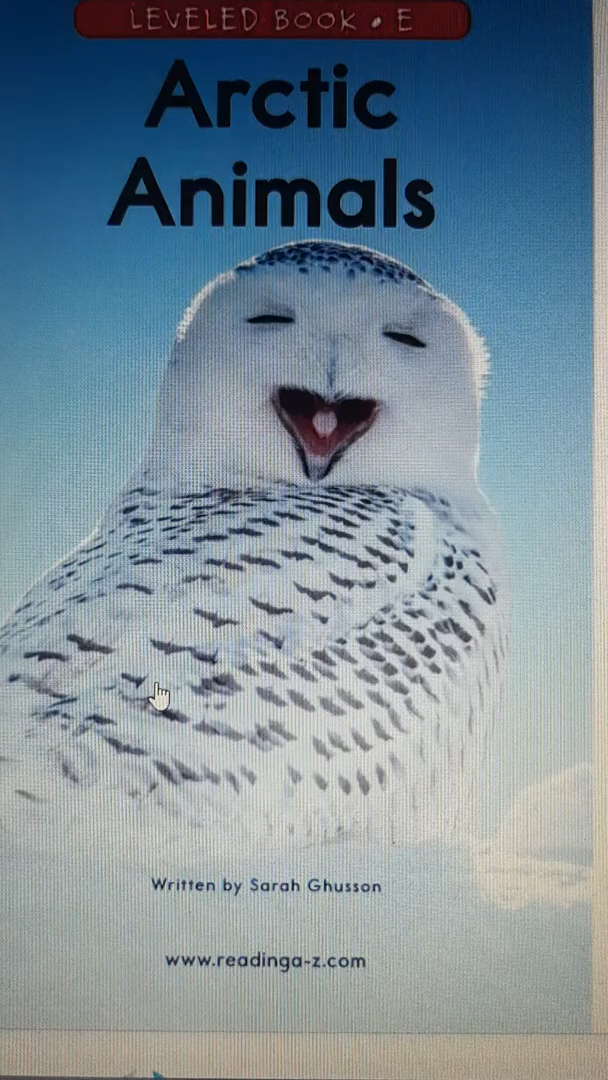 LEVELED BOOK • E
Arctic
Animals
Written by Sarah Ghusson
www.readinga-z.com